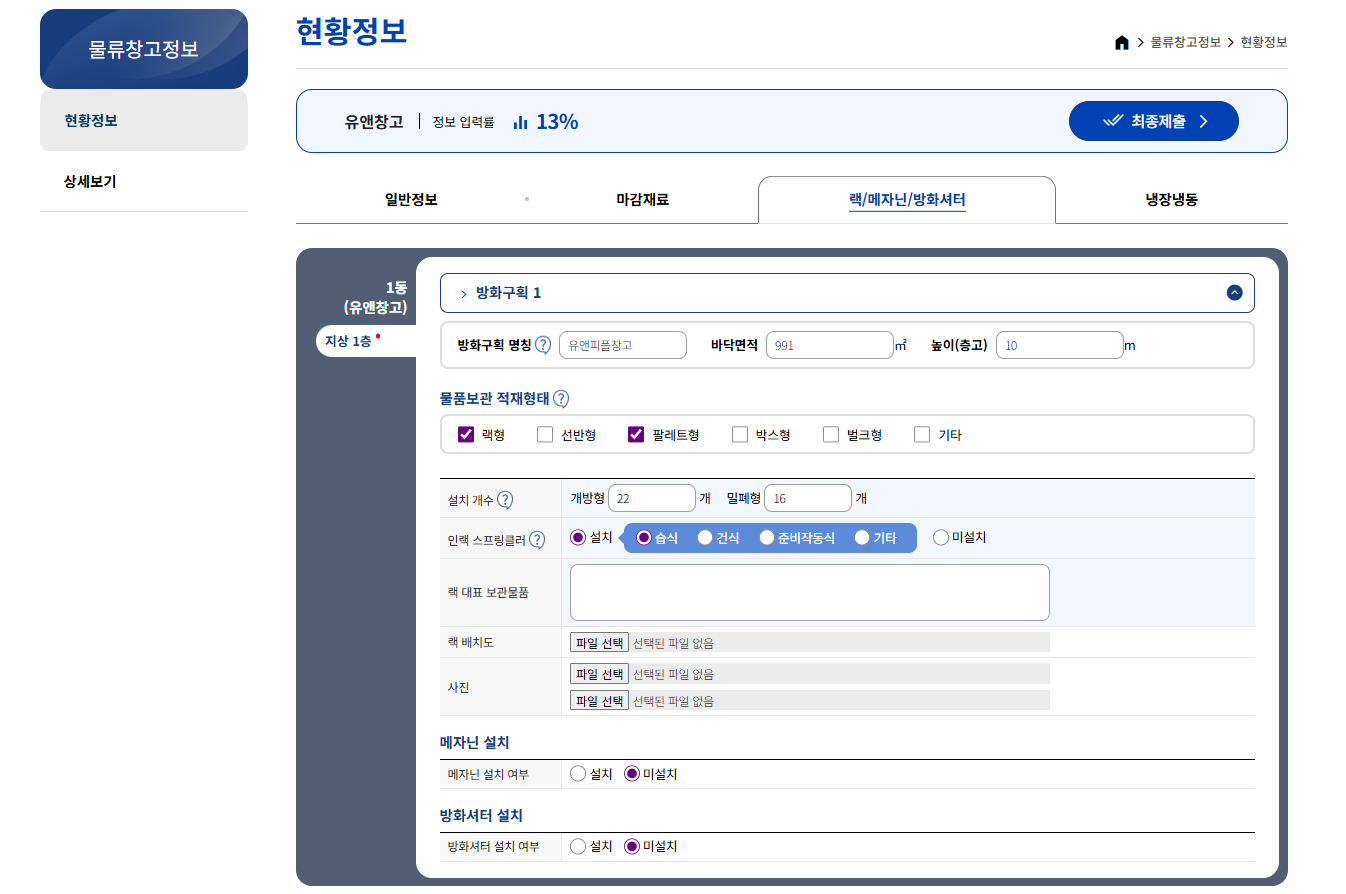 물류창고정보
현황정보
상세보기
현황정보
물류창고정보 > 현황정보
유앤창고 | 정보 입력률 13%
최종제출
일반정보
마감재료
랙/메자닌/방화셔터
냉장냉동
1동
(유앤창고)
지상 1층
> 방화구획 1
방화구획 명칭 ? 유앤피플창고 바닥면적 991 ㎡ 높이(층고) 10 m
물품보관 적재형태 ?
랙형 선반형 팔레트형 박스형 벌크형 기타
설치 개수 ? 개방형 22 개 밀폐형 16 개
인랙 스프링클러 ? 설치 습식 건식 준비작동식 기타 미설치
랙 대표 보관물품
랙 배치도 파일 선택 선택된 파일 없음
사진 파일 선택 선택된 파일 없음
파일 선택 선택된 파일 없음
메자닌 설치
메자닌 설치 여부 설치 미설치
방화셔터 설치
방화셔터 설치 여부 설치 미설치